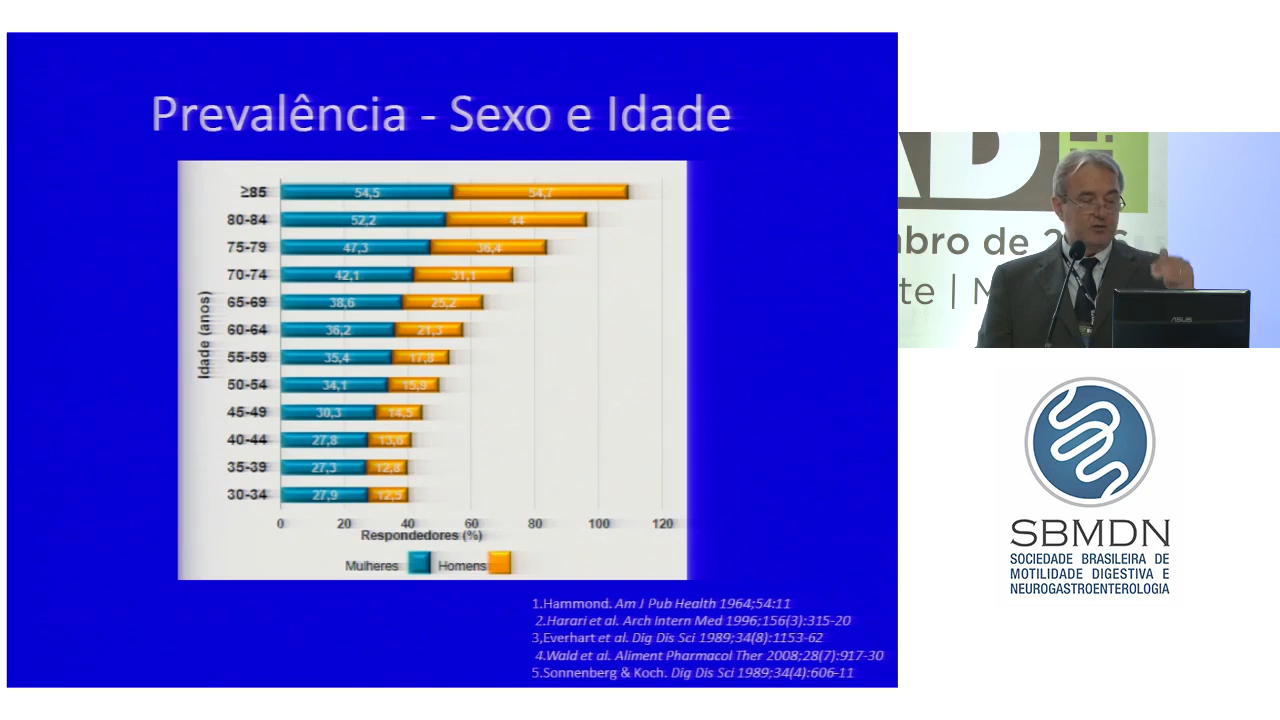 Prevalência - Sexo e Idade
≥85 54,5 54,7
80-84 52,2 44
75-79 47,3 36,4
70-74 42,1 31,1
65-69 38,6 25,2
60-64 36,2 21,3
55-59 35,4 17,8
50-54 34,1 15,9
45-49 30,3 14,5
40-44 27,8 13,6
35-39 27,3 12,8
30-34 27,9 12,5
Idade (anos)
0 20 40 60 80 100 120
Respondedores (%)
Mulheres Homens
1.Hammond. Am J Pub Health 1964;54:11
2.Harari et al. Arch Intern Med 1996;156(3):315-20
3,Everhart et al. Dig Dis Sci 1989;34(8):1153-62
4.Wald et al. Aliment Pharmacol Ther 2008;28(7):917-30
5.Sonnenberg & Koch. Dig Dis Sci 1989;34(4):606-11
AD
mbro de
te | M
ASUS
SBMDN
SOCIEDADE BRASILEIRA DE
MOTILIDADE DIGESTIVA E
NEUROGASTROENTEROLOGIA